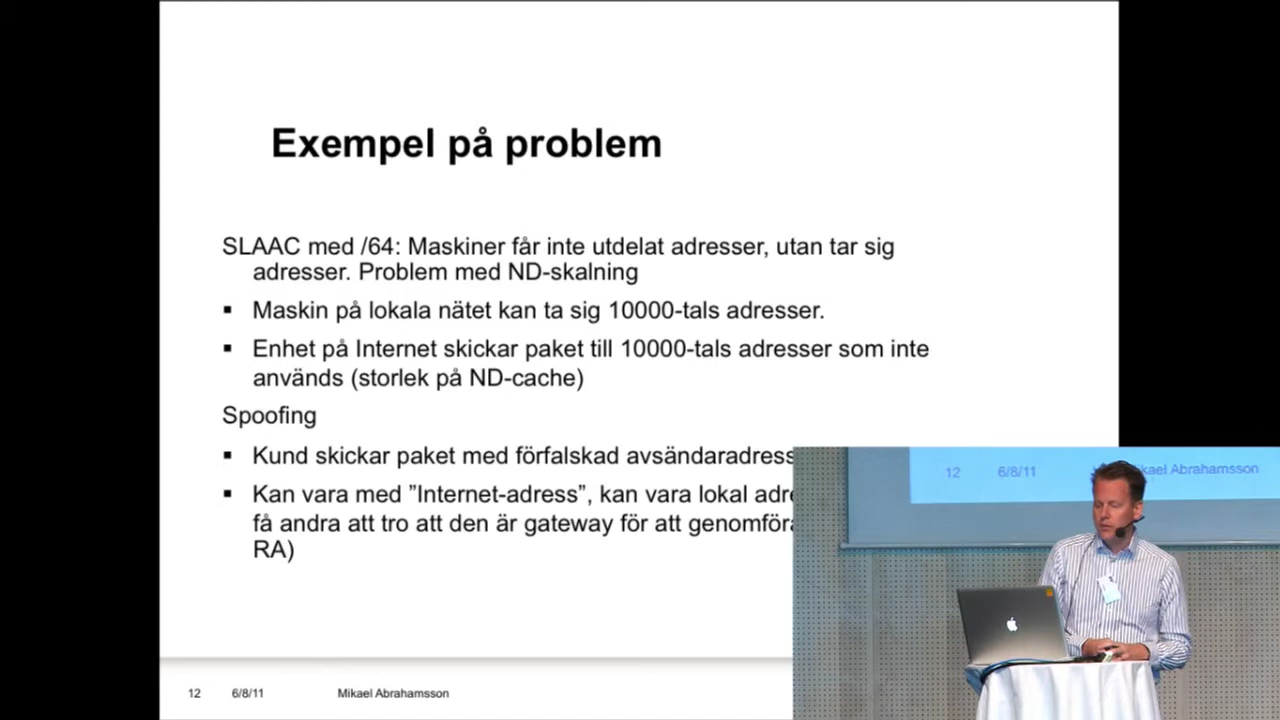 Exempel på problem
SLAAC med /64: Maskiner får inte utdelat adresser, utan tar sig
adresser. Problem med ND-skalning
▪ Maskin på lokala nätet kan ta sig 10000-tals adresser.
▪ Enhet på Internet skickar paket till 10000-tals adresser som inte
används (storlek på ND-cache)
Spoofing
▪ Kund skickar paket med förfalskad avsändaradress
▪ Kan vara med ”Internet-adress”, kan vara lokal
få andra att tro att den är gateway för att
RA)
12 6/8/11 Mikael Abrahamsson
12 6/8/11 Abrahamsson